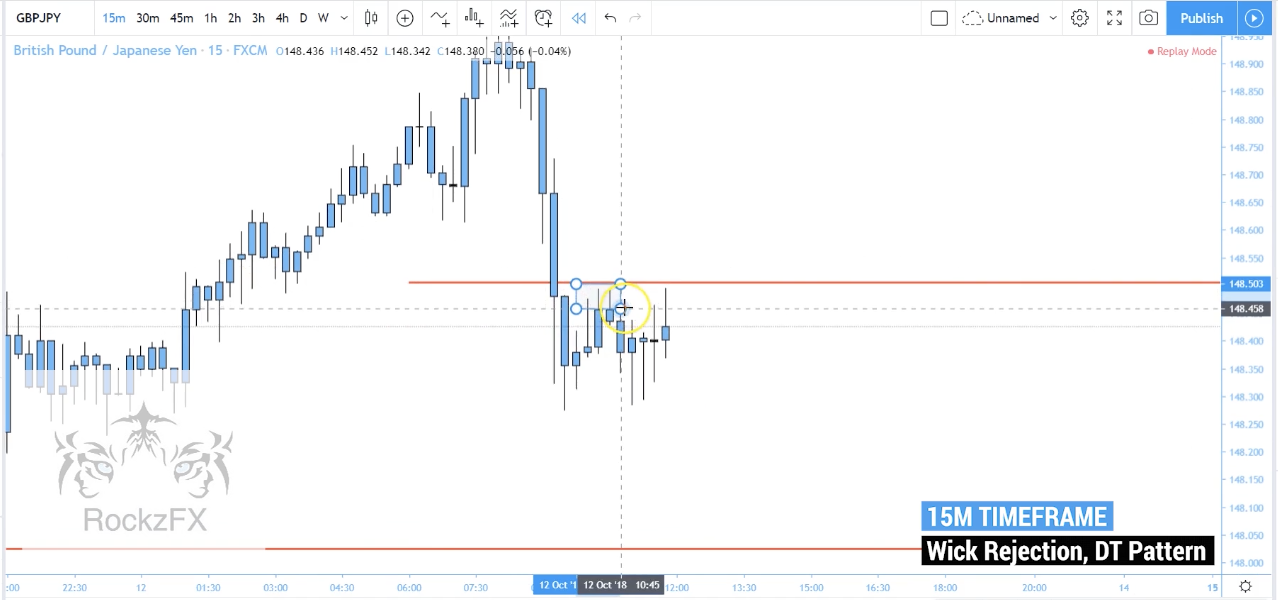 GBPJPY 15m 30m 45m 1h 2h 3h 4h D W Unnamed Publish
British Pound / Japanese Yen · 15 · FXCM O148.436 H148.452 L148.342 C148.380 -0.056 (-0.04%)
Replay Mode
148.950
148.900
148.850
148.800
148.750
148.700
148.650
148.600
148.550
148.503
148.458
148.400
148.350
148.300
148.250
148.200
148.150
148.100
148.050
148.000
RockzFX
15M TIMEFRAME
Wick Rejection, DT Pattern
:00 22:30 12 01:30 03:00 04:30 06:00 07:30 12 Oct '1 12 Oct '18 10:45 12:00 13:30 15:00 16:30 18:00 20:00 14 15